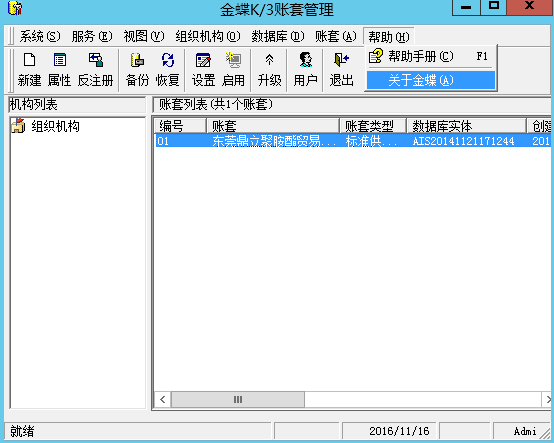 金蝶K/3账套管理
系统(S) 服务(E) 视图(V) 组织机构(O) 数据库(D) 账套(A) 帮助(H)
帮助手册(C) F1
关于金蝶(A)
新建 属性 反注册 备份 恢复 设置 启用 升级 用户 退出
机构列表
账套列表(共1个账套)
组织机构
编号 账套 账套类型 数据库实体 创建
01 东莞鼎立聚胺酯贸易... 标准供... AIS20141121171244 201
就绪 2016/11/16 Admi